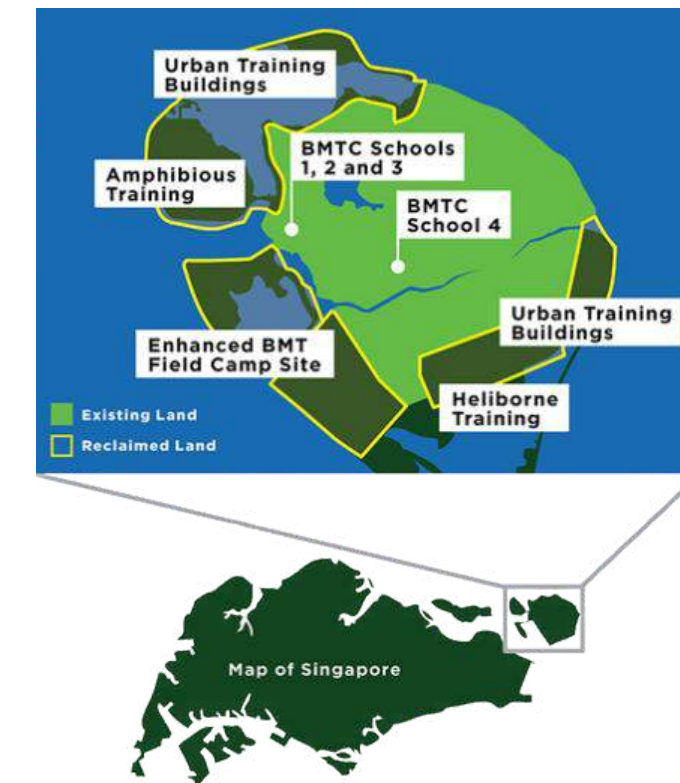 Urban Training
Buildings
BMTC Schools
1, 2 and 3
Amphibious
Training
BMTC
School 4
Urban Training
Buildings
Enhanced BMT
Field Camp Site
Heliborne
Training
Existing Land
Reclaimed Land
Map of Singapore